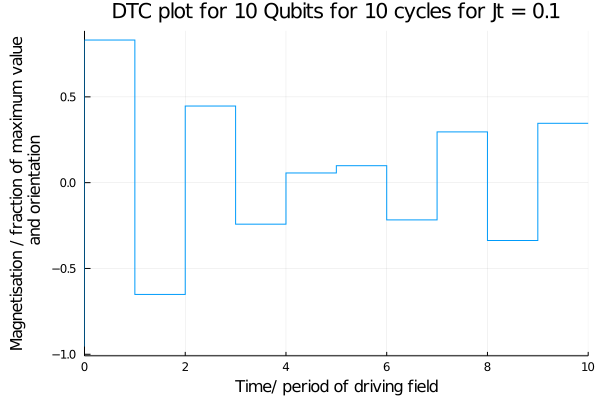 DTC plot for 10 Qubits for 10 cycles for Jt = 0.1
Magnetisation / fraction of maximum value
and orientation
0.5
0.0
−0.5
−1.0
0 2 4 6 8 10
Time/ period of driving field